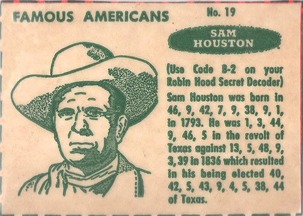 FAMOUS AMERICANS
No. 19
SAM
HOUSTON
(Use Code B-2 on your
Robin Hood Secret Decoder)
Sam Houston was born in
46, 9, 42, 7, 9, 38, 9, 1,
in 1793. He was 1, 3, 44,
9, 46, 5 in the revolt of
Texas against 13, 5, 48, 9,
3, 39 in 1836 which resulted
in his being elected 40,
42, 5, 43, 9, 4, 5, 38, 44
of Texas.